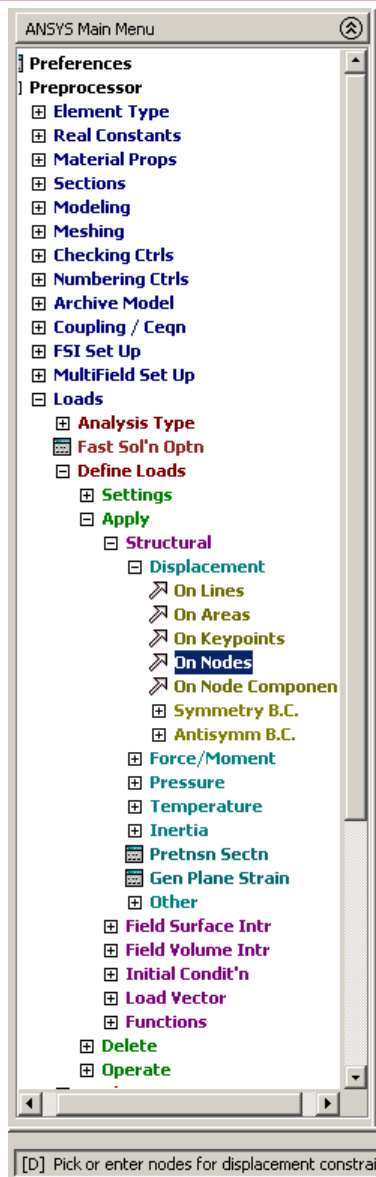 ANSYS Main Menu
Preferences
Preprocessor
Element Type
Real Constants
Material Props
Sections
Modeling
Meshing
Checking Ctrls
Numbering Ctrls
Archive Model
Coupling / Ceqn
FSI Set Up
MultiField Set Up
Loads
Analysis Type
Fast Sol'n Optn
Define Loads
Settings
Apply
Structural
Displacement
On Lines
On Areas
On Keypoints
On Nodes
On Node Componen
Symmetry B.C.
Antisymm B.C.
Force/Moment
Pressure
Temperature
Inertia
Pretnsn Sectn
Gen Plane Strain
Other
Field Surface Intr
Field Volume Intr
Initial Condit'n
Load Vector
Functions
Delete
Operate
[D] Pick or enter nodes for displacement constrai